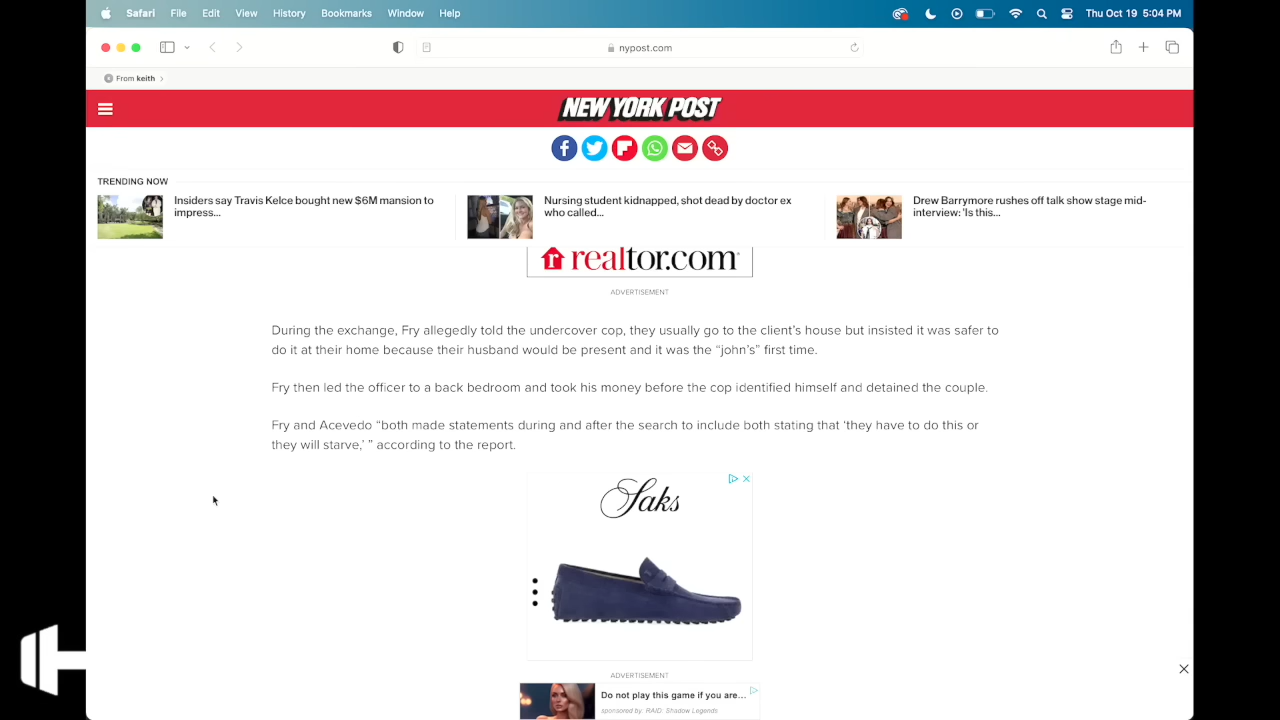 Safari File Edit View History Bookmarks Window Help Thu Oct 19 5:04 PM
nypost.com
From keith
NEW YORK POST
TRENDING NOW
Insiders say Travis Kelce bought new $6M mansion to
impress...
Nursing student kidnapped, shot dead by doctor ex
who called...
Drew Barrymore rushes off talk show stage mid-
interview: 'Is this...
realtor.com
ADVERTISEMENT
During the exchange, Fry allegedly told the undercover cop, they usually go to the client’s house but insisted it was safer to
do it at their home because their husband would be present and it was the “john’s” first time.
Fry then led the officer to a back bedroom and took his money before the cop identified himself and detained the couple.
Fry and Acevedo “both made statements during and after the search to include both stating that ‘they have to do this or
they will starve,’ ” according to the report.
Saks
ADVERTISEMENT
Do not play this game if you are...
sponsored by: RAID: Shadow Legends